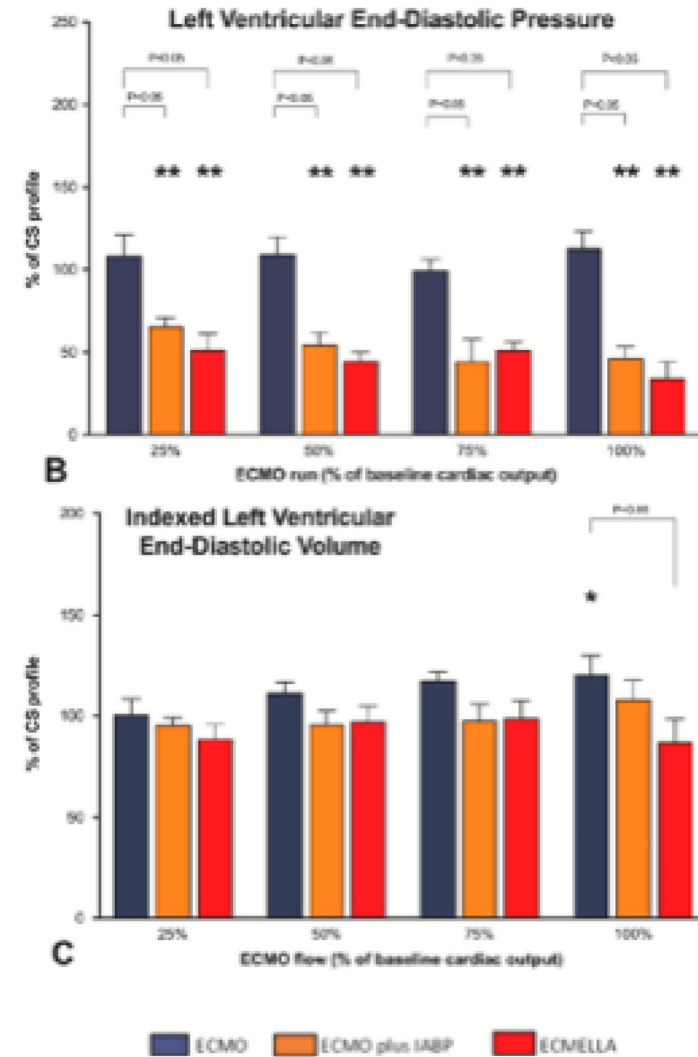 Left Ventricular End-Diastolic Pressure
250
200
150
100
50
0
% of CS profile
P<0.05
P<0.05
P<0.05
P<0.05
P<0.05
P<0.05
P<0.05
P<0.05
** **
** **
** **
** **
25% 50% 75% 100%
B
ECMO run (% of baseline cardiac output)
Indexed Left Ventricular
End-Diastolic Volume
200
150
100
50
0
% of CS profile
*
25% 50% 75% 100%
C
ECMO flow (% of baseline cardiac output)
ECMO ECMO plus IABP ECMELLA